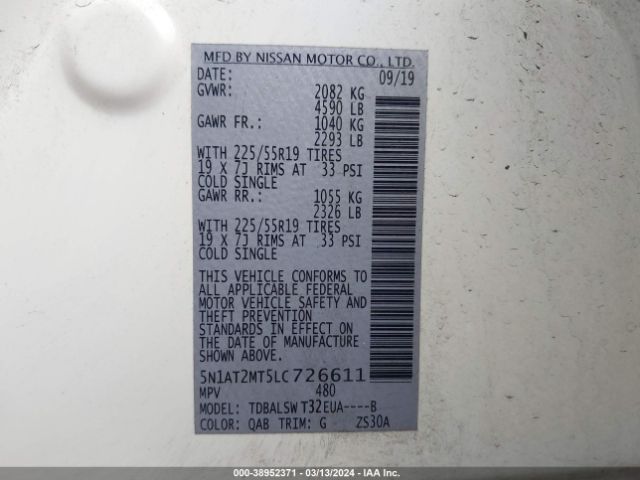 MFD BY NISSAN MOTOR CO., LTD.
DATE: 09/19
GVWR: 2082 KG
4590 LB
GAWR FR.: 1040 KG
2293 LB
WITH 225/55R19 TIRES
19 X 7J RIMS AT 33 PSI
COLD SINGLE
GAWR RR.: 1055 KG
2326 LB
WITH 225/55R19 TIRES
19 X 7J RIMS AT 33 PSI
COLD SINGLE
THIS VEHICLE CONFORMS TO
ALL APPLICABLE FEDERAL
MOTOR VEHICLE SAFETY AND
THEFT PREVENTION
STANDARDS IN EFFECT ON
THE DATE OF MANUFACTURE
SHOWN ABOVE.
5N1AT2MT5LC726611
MPV 480
MODEL: TDBALSW T32EUA----B
COLOR: QAB TRIM: G ZS30A
000-38952371 - 03/13/2024 - IAA Inc.